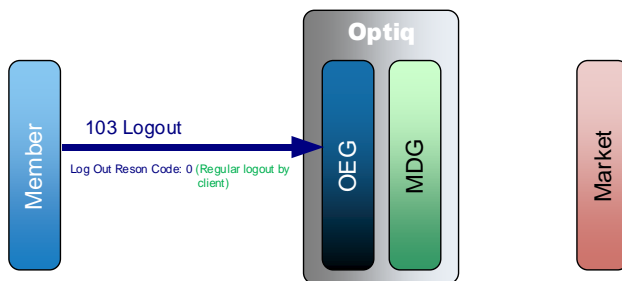 Optiq
Member
103 Logout
Log Out Reson Code: 0 (Regular logout by
client)
OEG
MDG
Market